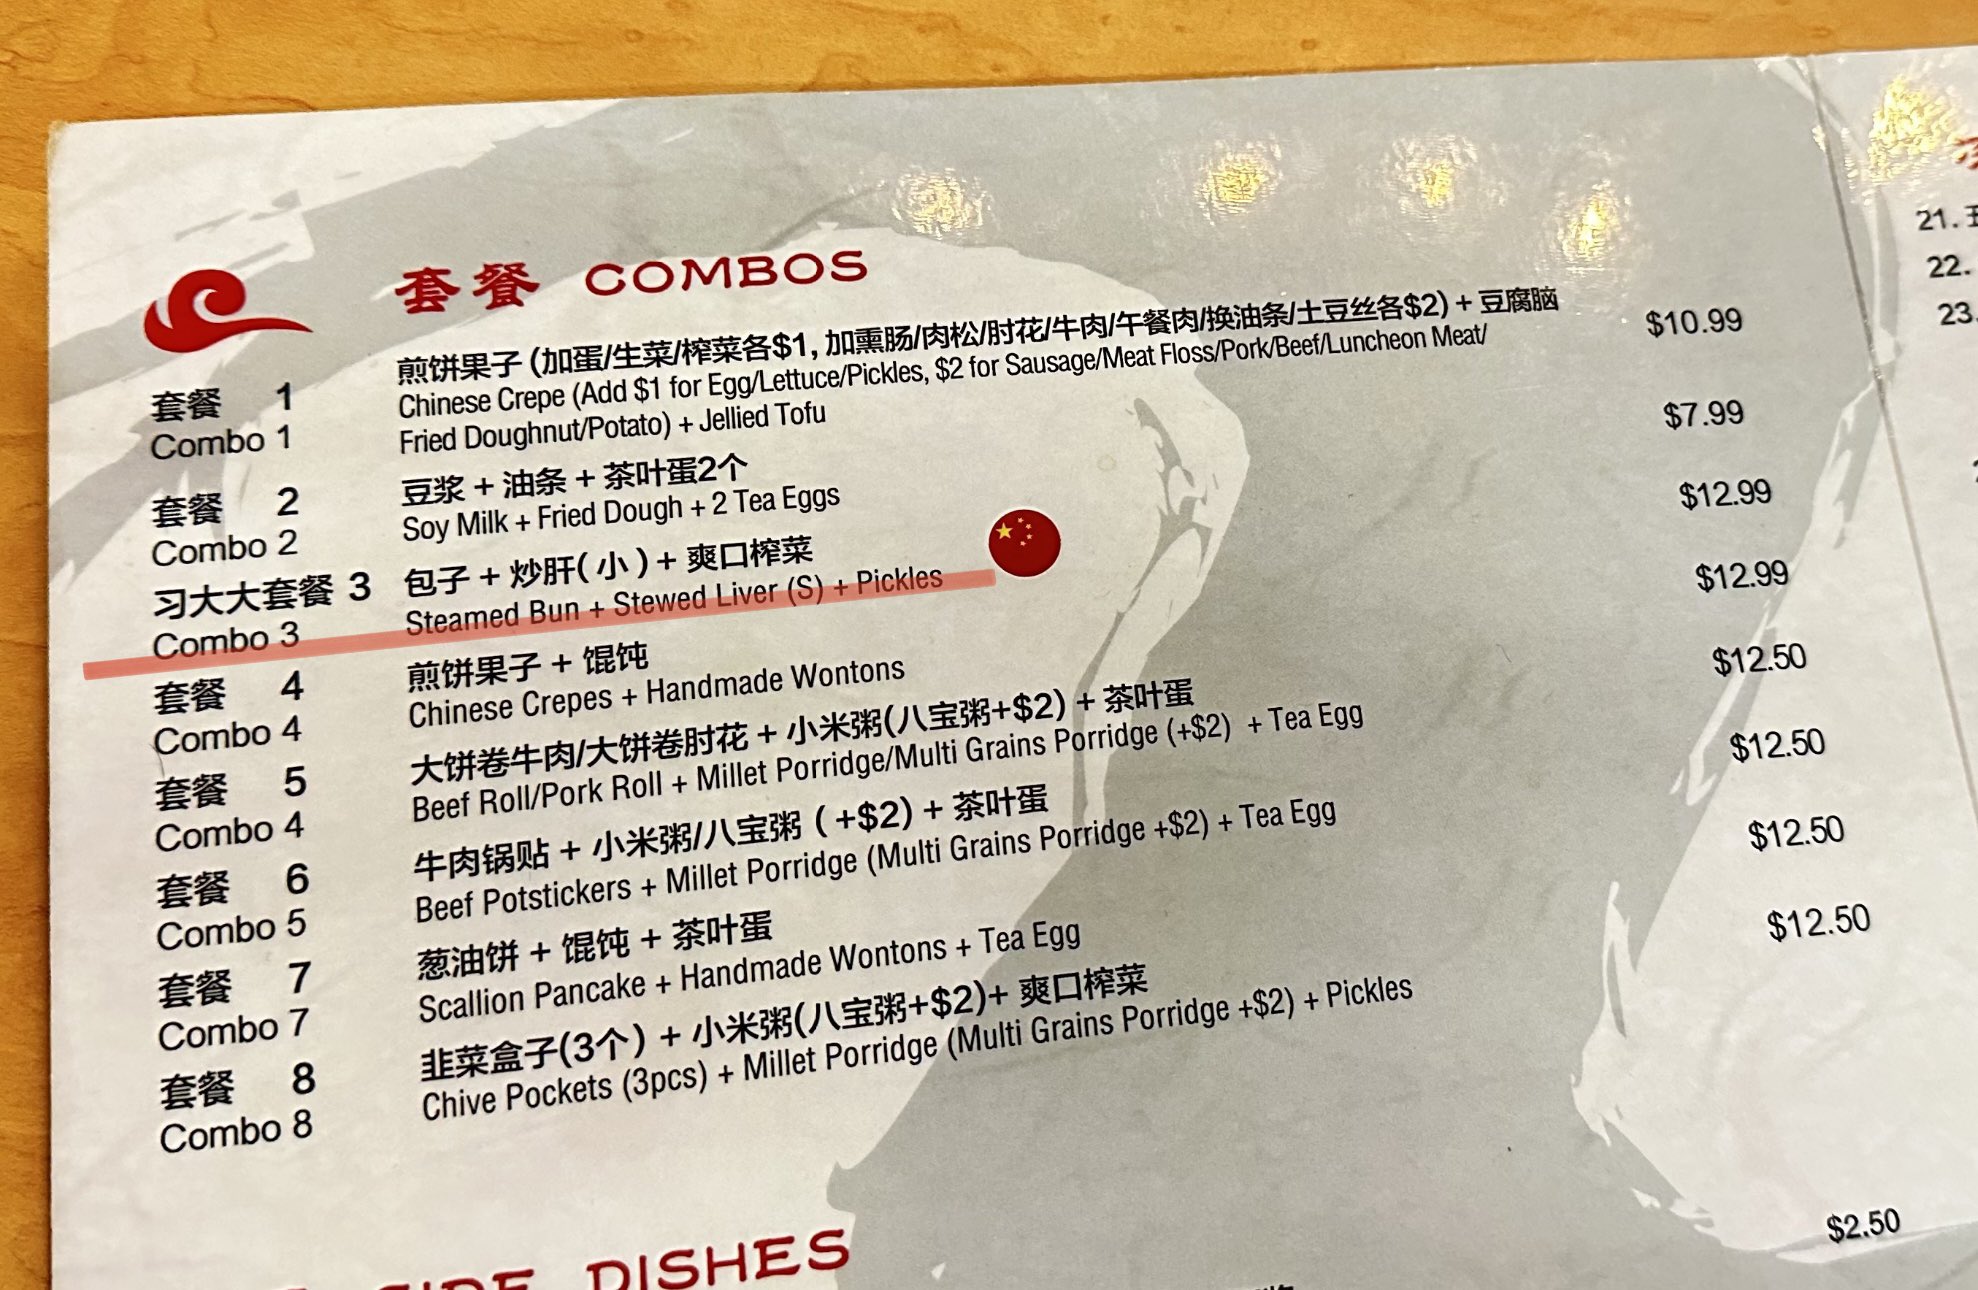 套餐 COMBOS
套餐 1 煎饼果子 (加蛋/生菜/榨菜各$1, 加熏肠/肉松/肘花/牛肉/午餐肉/换油条/土豆丝各$2) + 豆腐脑 $10.99
Combo 1 Chinese Crepe (Add $1 for Egg/Lettuce/Pickles, $2 for Sausage/Meat Floss/Pork/Beef/Luncheon Meat/
Fried Doughnut/Potato) + Jellied Tofu
套餐 2 豆浆 + 油条 + 茶叶蛋2个 $7.99
Combo 2 Soy Milk + Fried Dough + 2 Tea Eggs
习大大套餐 3 包子 + 炒肝( 小 ) + 爽口榨菜 $12.99
Combo 3 Steamed Bun + Stewed Liver (S) + Pickles
套餐 4 煎饼果子 + 馄饨 $12.99
Combo 4 Chinese Crepes + Handmade Wontons
套餐 5 大饼卷牛肉/大饼卷肘花 + 小米粥(八宝粥+$2) + 茶叶蛋 $12.50
Combo 4 Beef Roll/Pork Roll + Millet Porridge/Multi Grains Porridge (+$2) + Tea Egg
套餐 6 牛肉锅贴 + 小米粥/八宝粥 ( +$2) + 茶叶蛋 $12.50
Combo 5 Beef Potstickers + Millet Porridge (Multi Grains Porridge +$2) + Tea Egg
套餐 7 葱油饼 + 馄饨 + 茶叶蛋 $12.50
Combo 7 Scallion Pancake + Handmade Wontons + Tea Egg
套餐 8 韭菜盒子(3个) + 小米粥(八宝粥+$2)+ 爽口榨菜 $12.50
Combo 8 Chive Pockets (3pcs) + Millet Porridge (Multi Grains Porridge +$2) + Pickles
SIDE DISHES
$2.50
21.
22.
23.